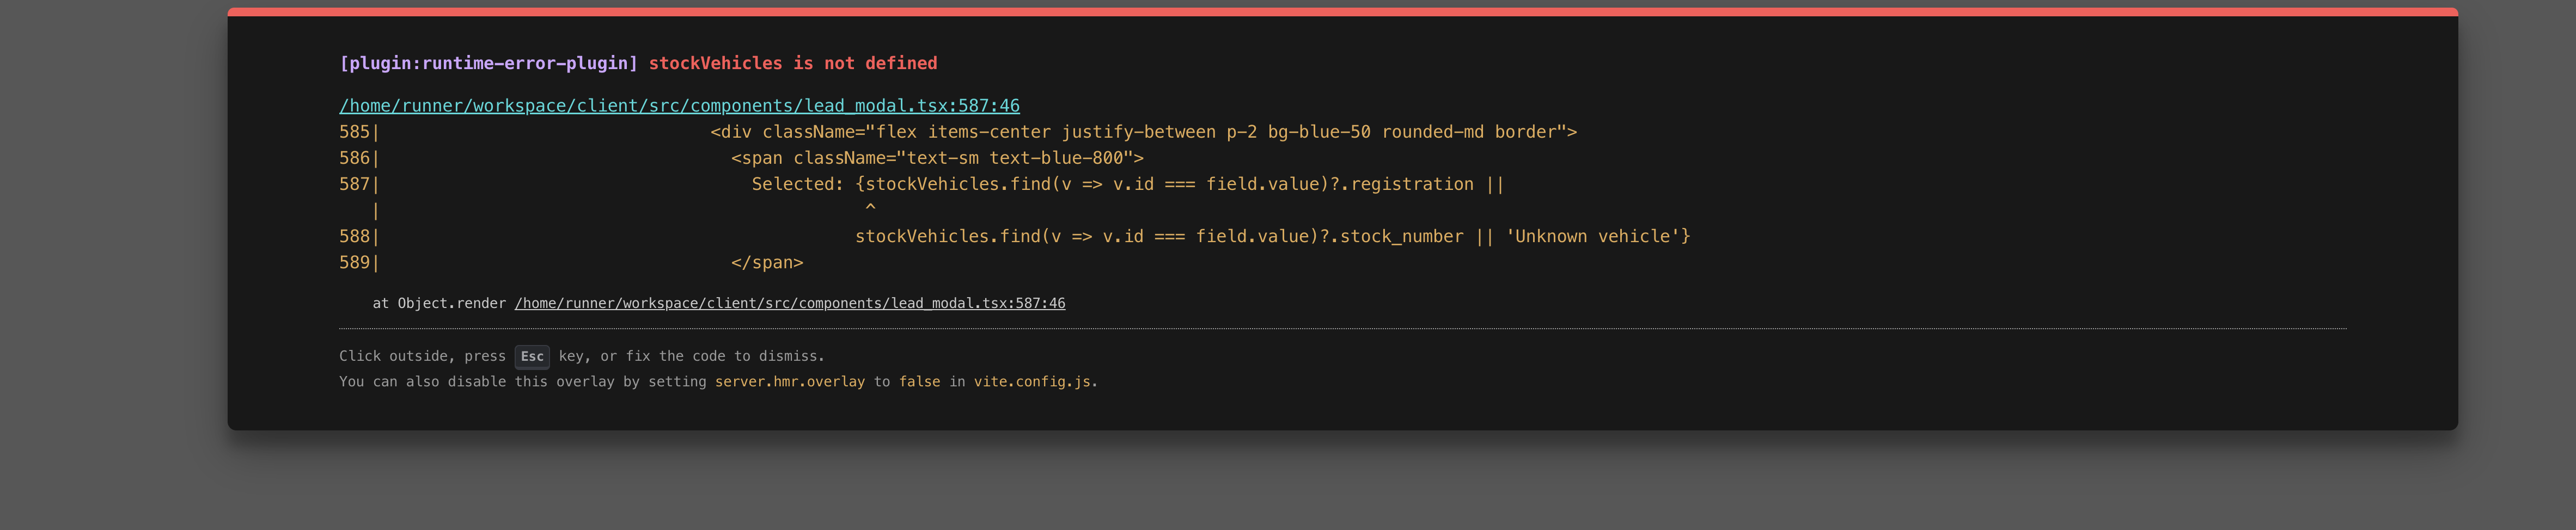 [plugin:runtime-error-plugin] stockVehicles is not defined
/home/runner/workspace/client/src/components/lead_modal.tsx:587:46
585|                                <div className="flex items-center justify-between p-2 bg-blue-50 rounded-md border">
586|                                  <span className="text-sm text-blue-800">
587|                                    Selected: {stockVehicles.find(v => v.id === field.value)?.registration ||
   |                                               ^
588|                                              stockVehicles.find(v => v.id === field.value)?.stock_number || 'Unknown vehicle'}
589|                                  </span>
    at Object.render /home/runner/workspace/client/src/components/lead_modal.tsx:587:46
Click outside, press Esc key, or fix the code to dismiss.
You can also disable this overlay by setting server.hmr.overlay to false in vite.config.js.